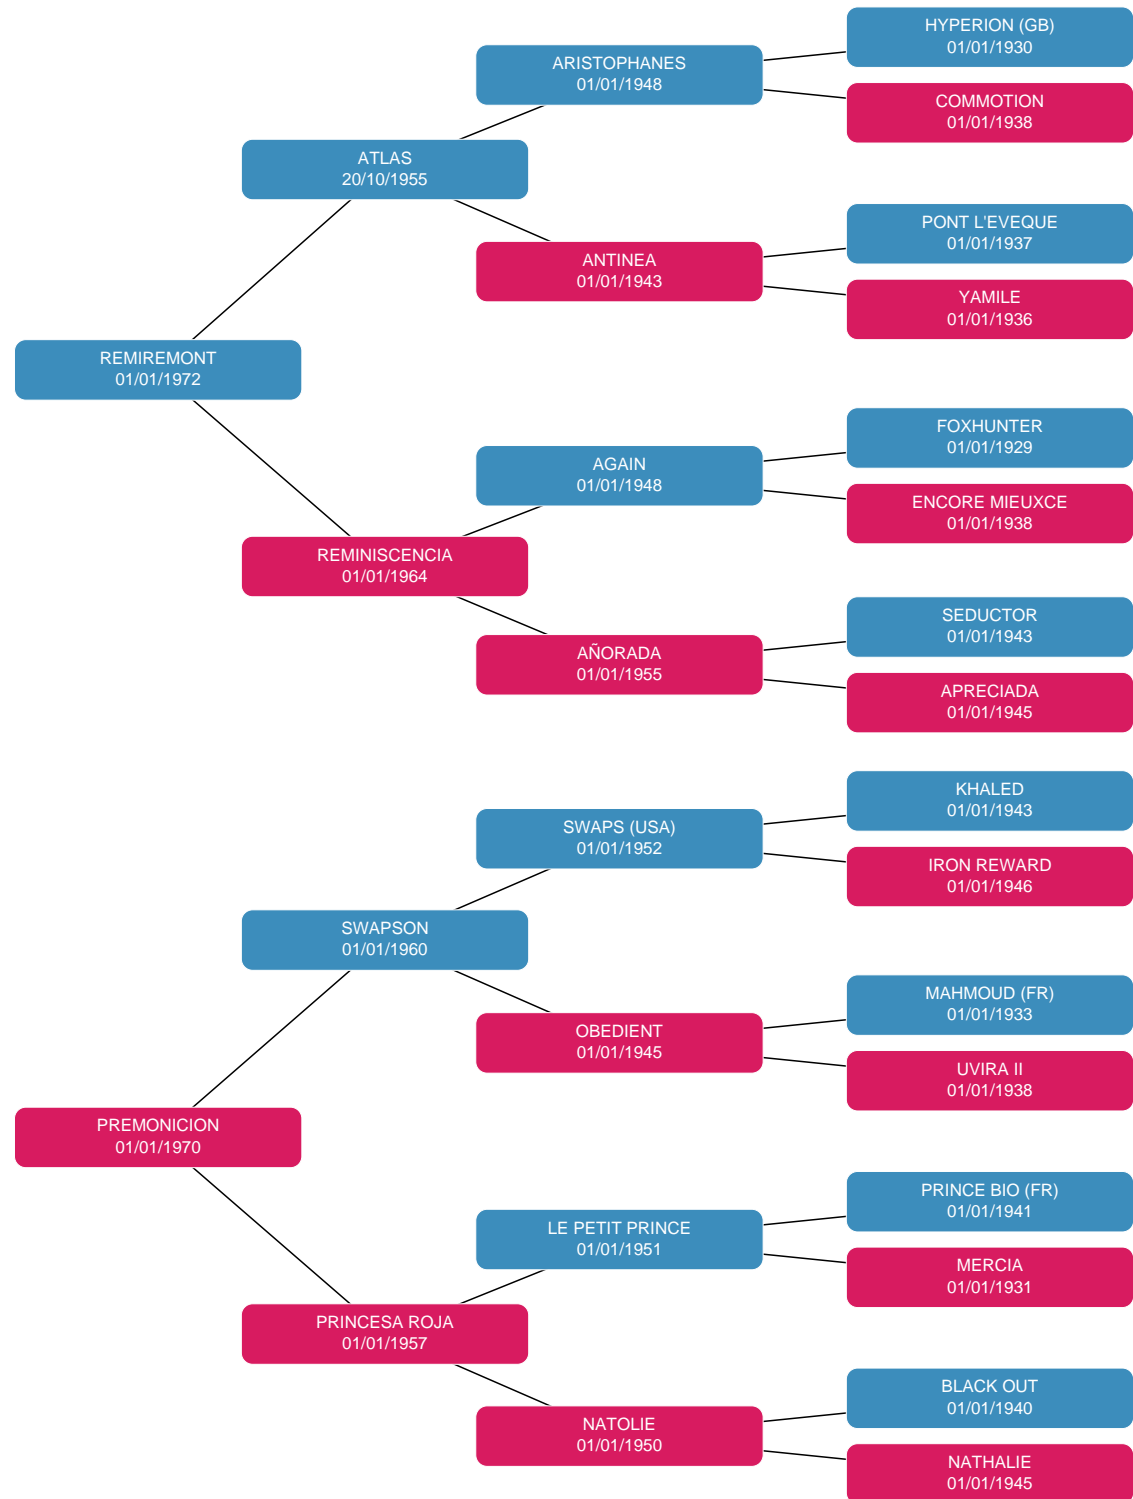 HYPERION (GB)
01/01/1930
ARISTOPHANES
01/01/1948
COMMOTION
01/01/1938
ATLAS
20/10/1955
PONT L'EVEQUE
01/01/1937
ANTINEA
01/01/1943
YAMILE
01/01/1936
REMIREMONT
01/01/1972
FOXHUNTER
01/01/1929
AGAIN
01/01/1948
ENCORE MIEUXCE
01/01/1938
REMINISCENCIA
01/01/1964
SEDUCTOR
01/01/1943
AÑORADA
01/01/1955
APRECIADA
01/01/1945
KHALED
01/01/1943
SWAPS (USA)
01/01/1952
IRON REWARD
01/01/1946
SWAPSON
01/01/1960
MAHMOUD (FR)
01/01/1933
OBEDIENT
01/01/1945
UVIRA II
01/01/1938
PREMONICION
01/01/1970
PRINCE BIO (FR)
01/01/1941
LE PETIT PRINCE
01/01/1951
MERCIA
01/01/1931
PRINCESA ROJA
01/01/1957
BLACK OUT
01/01/1940
NATOLIE
01/01/1950
NATHALIE
01/01/1945